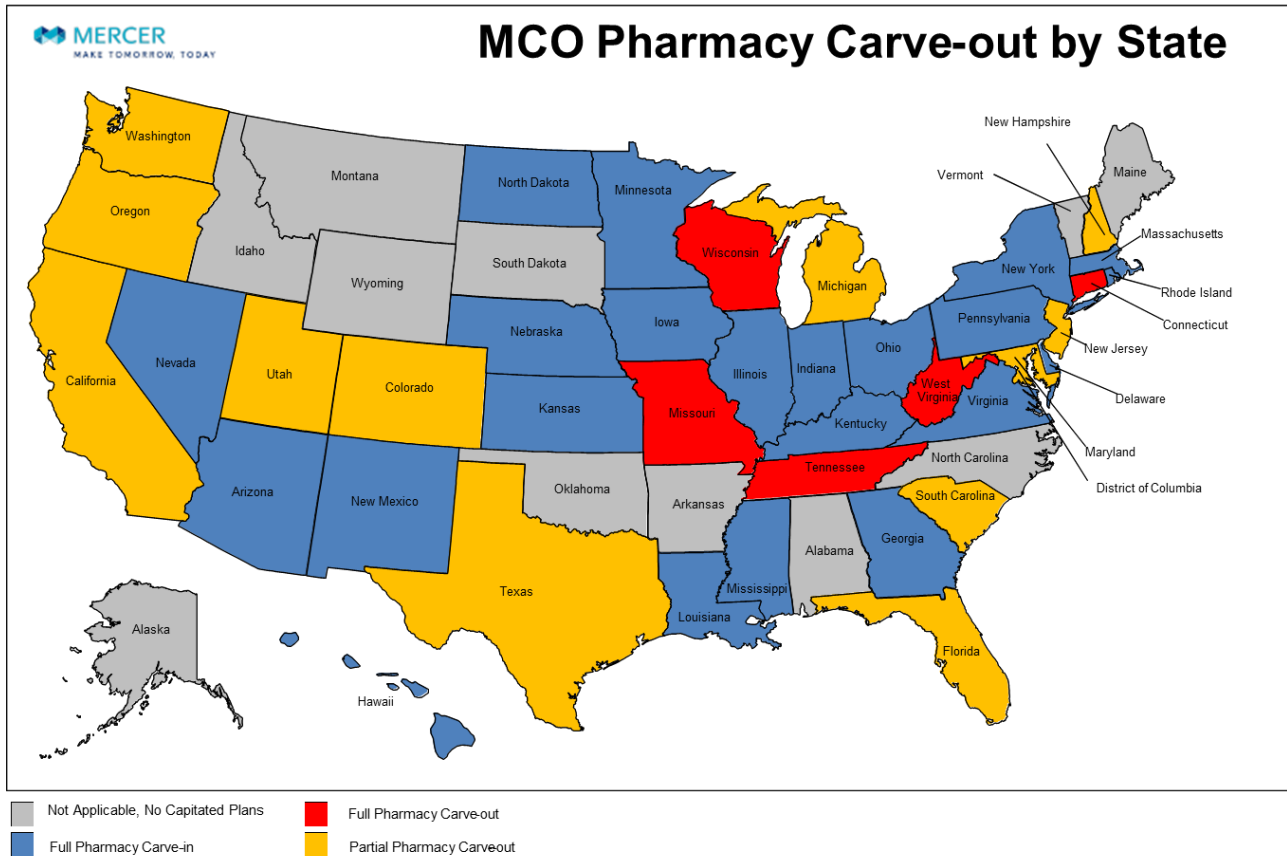 MERCER
MAKE TOMORROW, TODAY
MCO Pharmacy Carve-out by State
New Hampshire
Washington
Vermont
Maine
Montana
North Dakota
Minnesota
Oregon
Massachusetts
Idaho
Wisconsin
South Dakota
New York
Wyoming
Michigan
Rhode Island
Pennsylvania
Connecticut
Iowa
Nebraska
New Jersey
Ohio
Nevada
Indiana
Illinois
California
Utah
Colorado
West
Virginia
Delaware
Virginia
Kansas
Missouri
Kentucky
Maryland
North Carolina
Tennessee
District of Columbia
Oklahoma
Arizona
South Carolina
New Mexico
Arkansas
Georgia
Alabama
Mississippi
Texas
Louisiana
Alaska
Florida
Hawaii
Not Applicable, No Capitated Plans
Full Pharmacy Carve-out
Full Pharmacy Carve-in
Partial Pharmacy Carve-out